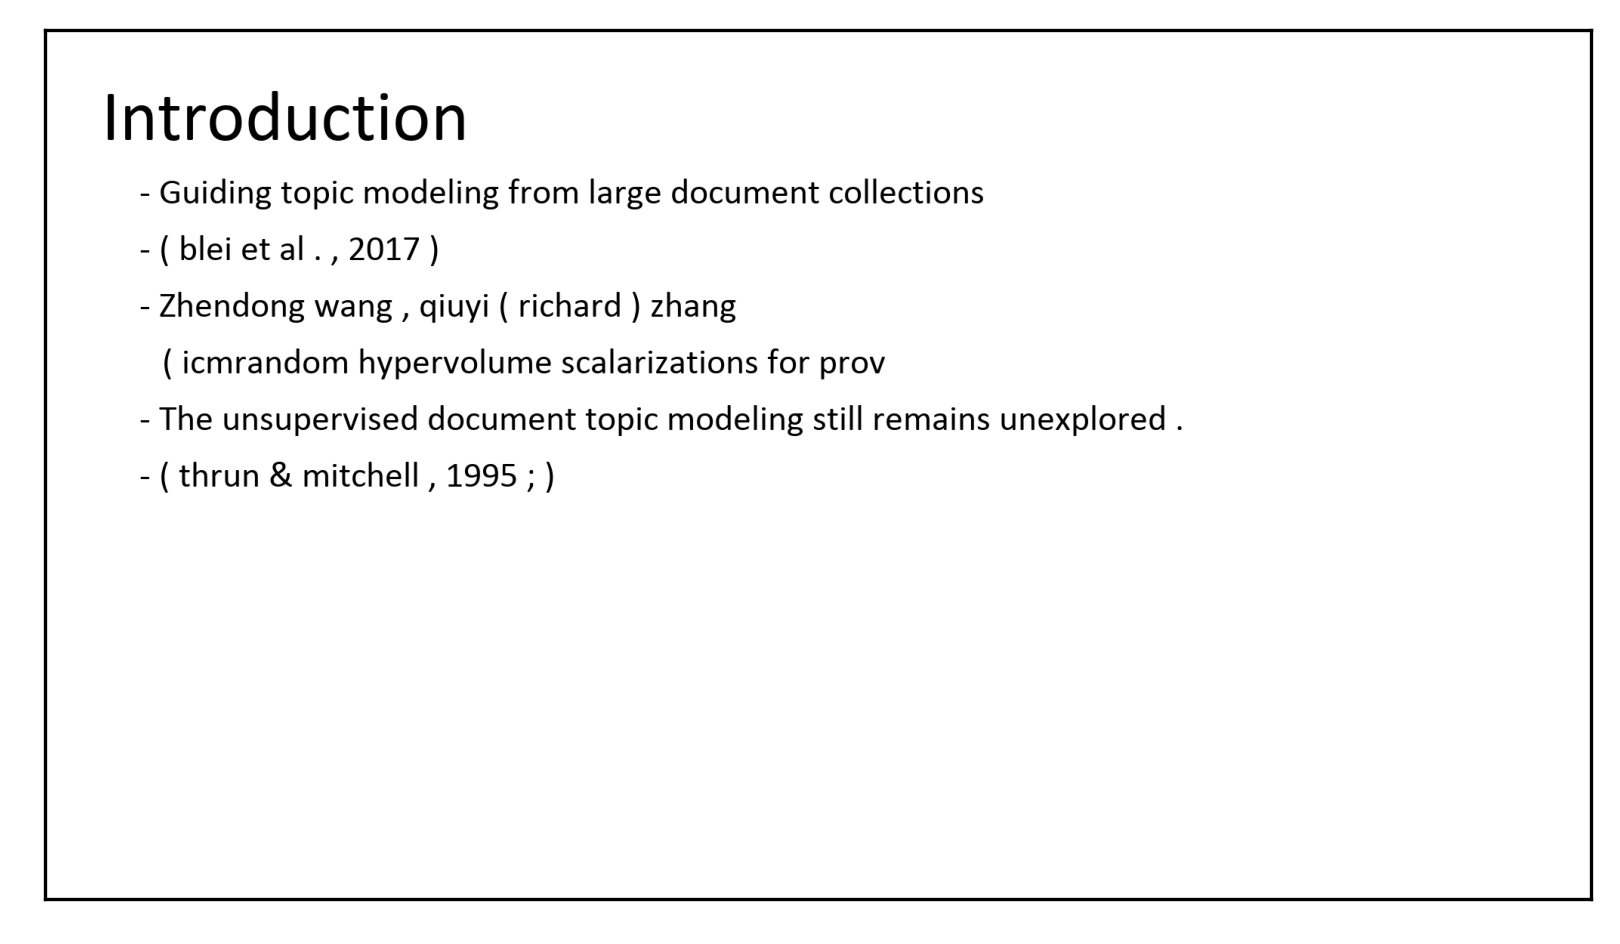 Introduction
- Guiding topic modeling from large document collections
- ( blei et al . , 2017 )
- Zhendong wang , qiuyi ( richard ) zhang
( icmrandom hypervolume scalarizations for prov
- The unsupervised document topic modeling still remains unexplored .
- ( thrun & mitchell , 1995 ; )